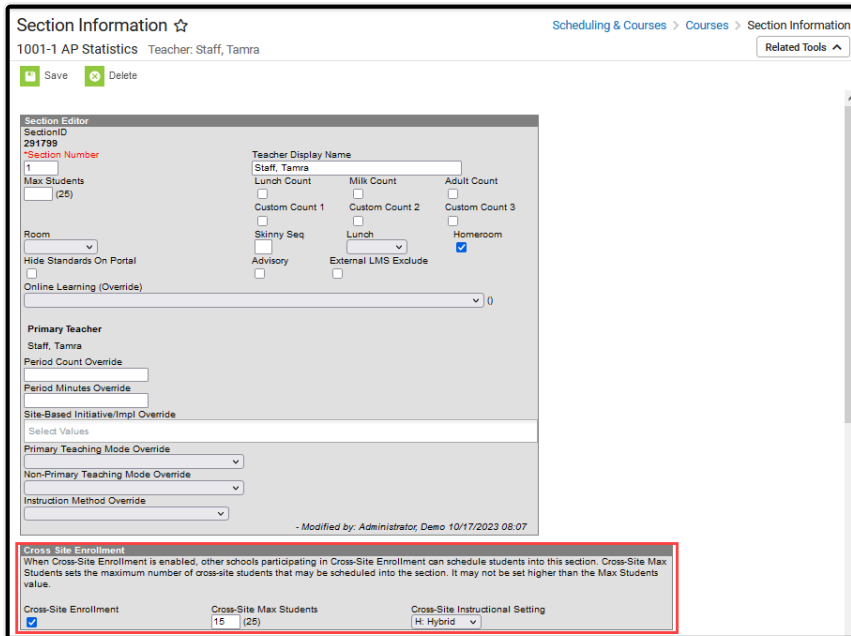 Section Information
Scheduling & Courses > Courses > Section Information
1001-1 AP Statistics Teacher: Staff, Tamra
Related Tools
Save Delete
Section Editor
SectionID
291799
*Section Number Teacher Display Name
1 Staff, Tamra
Max Students Lunch Count Milk Count Adult Count
(25)
Custom Count 1 Custom Count 2 Custom Count 3
Room Skinny Seq Lunch Homeroom
Hide Standards On Portal Advisory External LMS Exclude
Online Learning (Override)
()
Primary Teacher
Staff, Tamra
Period Count Override
Period Minutes Override
Site-Based Initiative/Impl Override
Select Values
Primary Teaching Mode Override
Non-Primary Teaching Mode Override
Instruction Method Override
- Modified by: Administrator, Demo 10/17/2023 08:07
Cross Site Enrollment
When Cross-Site Enrollment is enabled, other schools participating in Cross-Site Enrollment can schedule students into this section. Cross-Site Max
Students sets the maximum number of cross-site students that may be scheduled into the section. It may not be set higher than the Max Students
value.
Cross-Site Enrollment Cross-Site Max Students Cross-Site Instructional Setting
15 (25) H: Hybrid